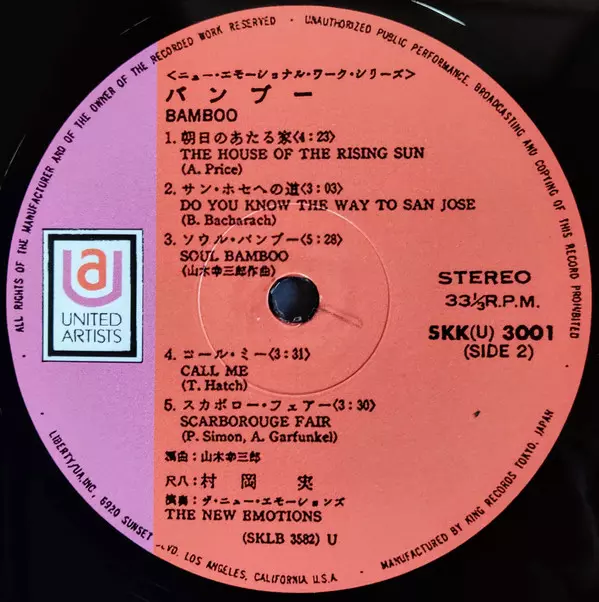 ALL RIGHTS OF THE MANUFACTURER AND OF THE OWNER OF THE RECORDED WORK RESERVED · UNAUTHORIZED PUBLIC PERFORMANCE, BROADCASTING AND COPYING OF THIS RECORD PROHIBITED
<ニュー・エモーショナル・ワーク・シリーズ>
バンブー
BAMBOO
1. 朝日のあたる家〈4:23〉
THE HOUSE OF THE RISING SUN
(A. Price)
2. サン・ホセへの道〈3:03〉
DO YOU KNOW THE WAY TO SAN JOSE
(B. Bacharach)
3. ソウル・バンブー〈5:28〉
SOUL BAMBOO
(山木幸三郎作曲)
ua
UNITED
ARTISTS
STEREO
33⅓R.P.M.
SKK(U) 3001
(SIDE 2)
4. コール・ミー〈3:31〉
CALL ME
(T. Hatch)
5. スカボロー・フェアー〈3:30〉
SCARBOROUGE FAIR
(P. Simon, A. Garfunkel)
編曲:山木幸三郎
尺八:村岡 実
演奏:ザ・ニュー・エモーションズ
THE NEW EMOTIONS
(SKLB 3582) U
LIBERTY/UA, INC. 6920 SUNSET BLVD. LOS ANGELES, CALIFORNIA, U.S.A.
MANUFACTURED BY KING RECORDS TOKYO, JAPAN